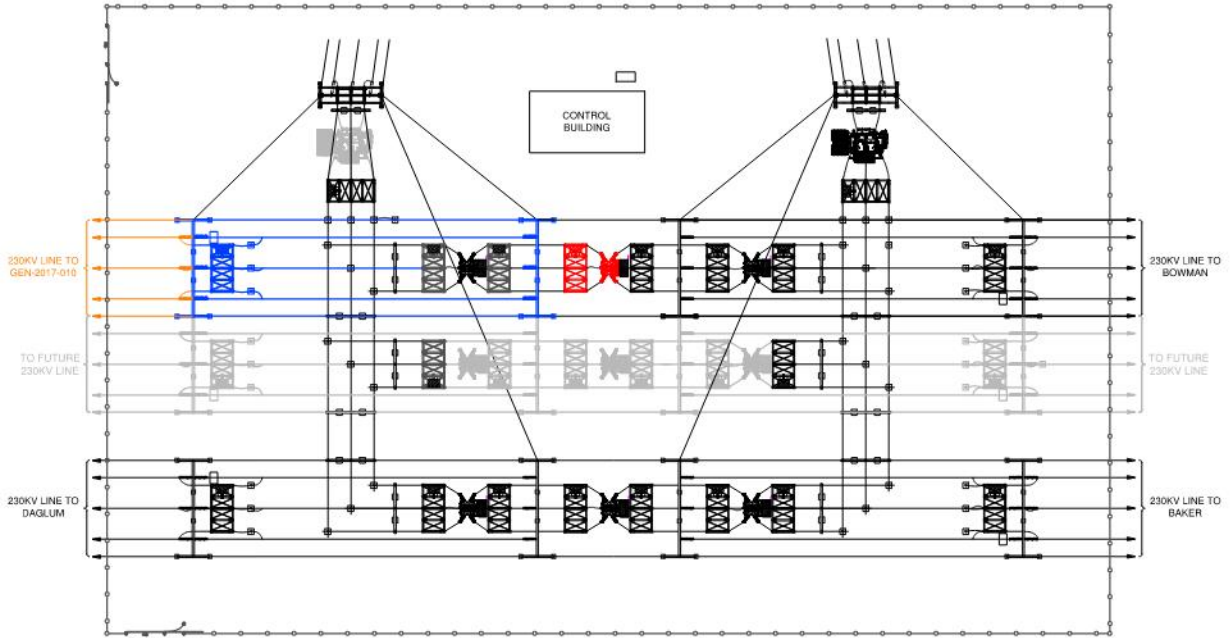 CONTROL
BUILDING
230KV LINE TO
GEN-2017-010
230KV LINE TO
BOWMAN
TO FUTURE
230KV LINE
TO FUTURE
230KV LINE
230KV LINE TO
DAGLUM
230KV LINE TO
BAKER